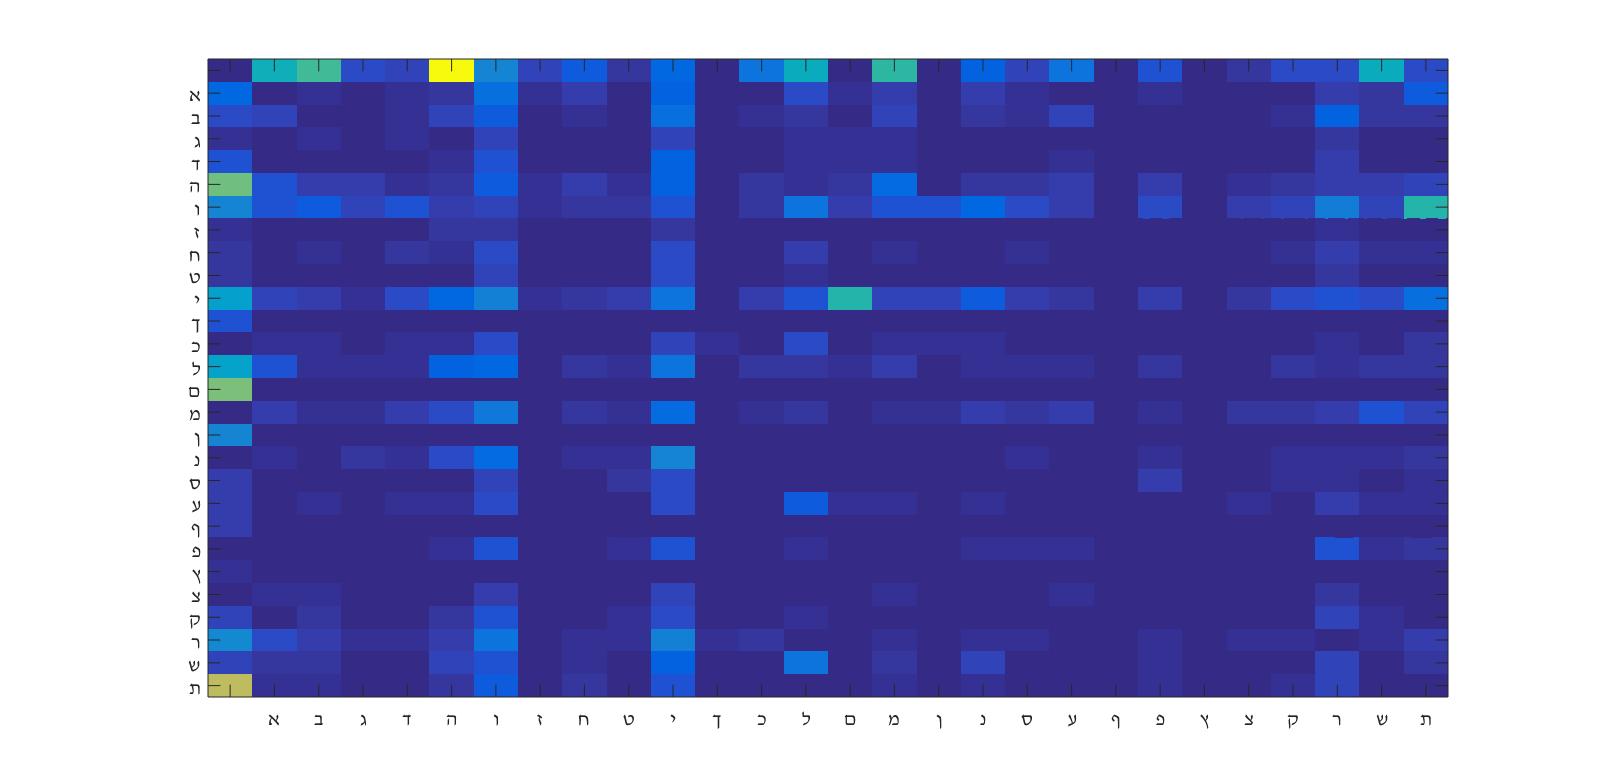 א
ב
ג
ד
ה
ו
ז
ח
ט
י
ך
כ
ל
ם
מ
ן
נ
ס
ע
ף
פ
ץ
צ
ק
ר
ש
ת
א ב ג ד ה ו ז ח ט י ך כ ל ם מ ן נ ס ע ף פ ץ צ ק ר ש ת